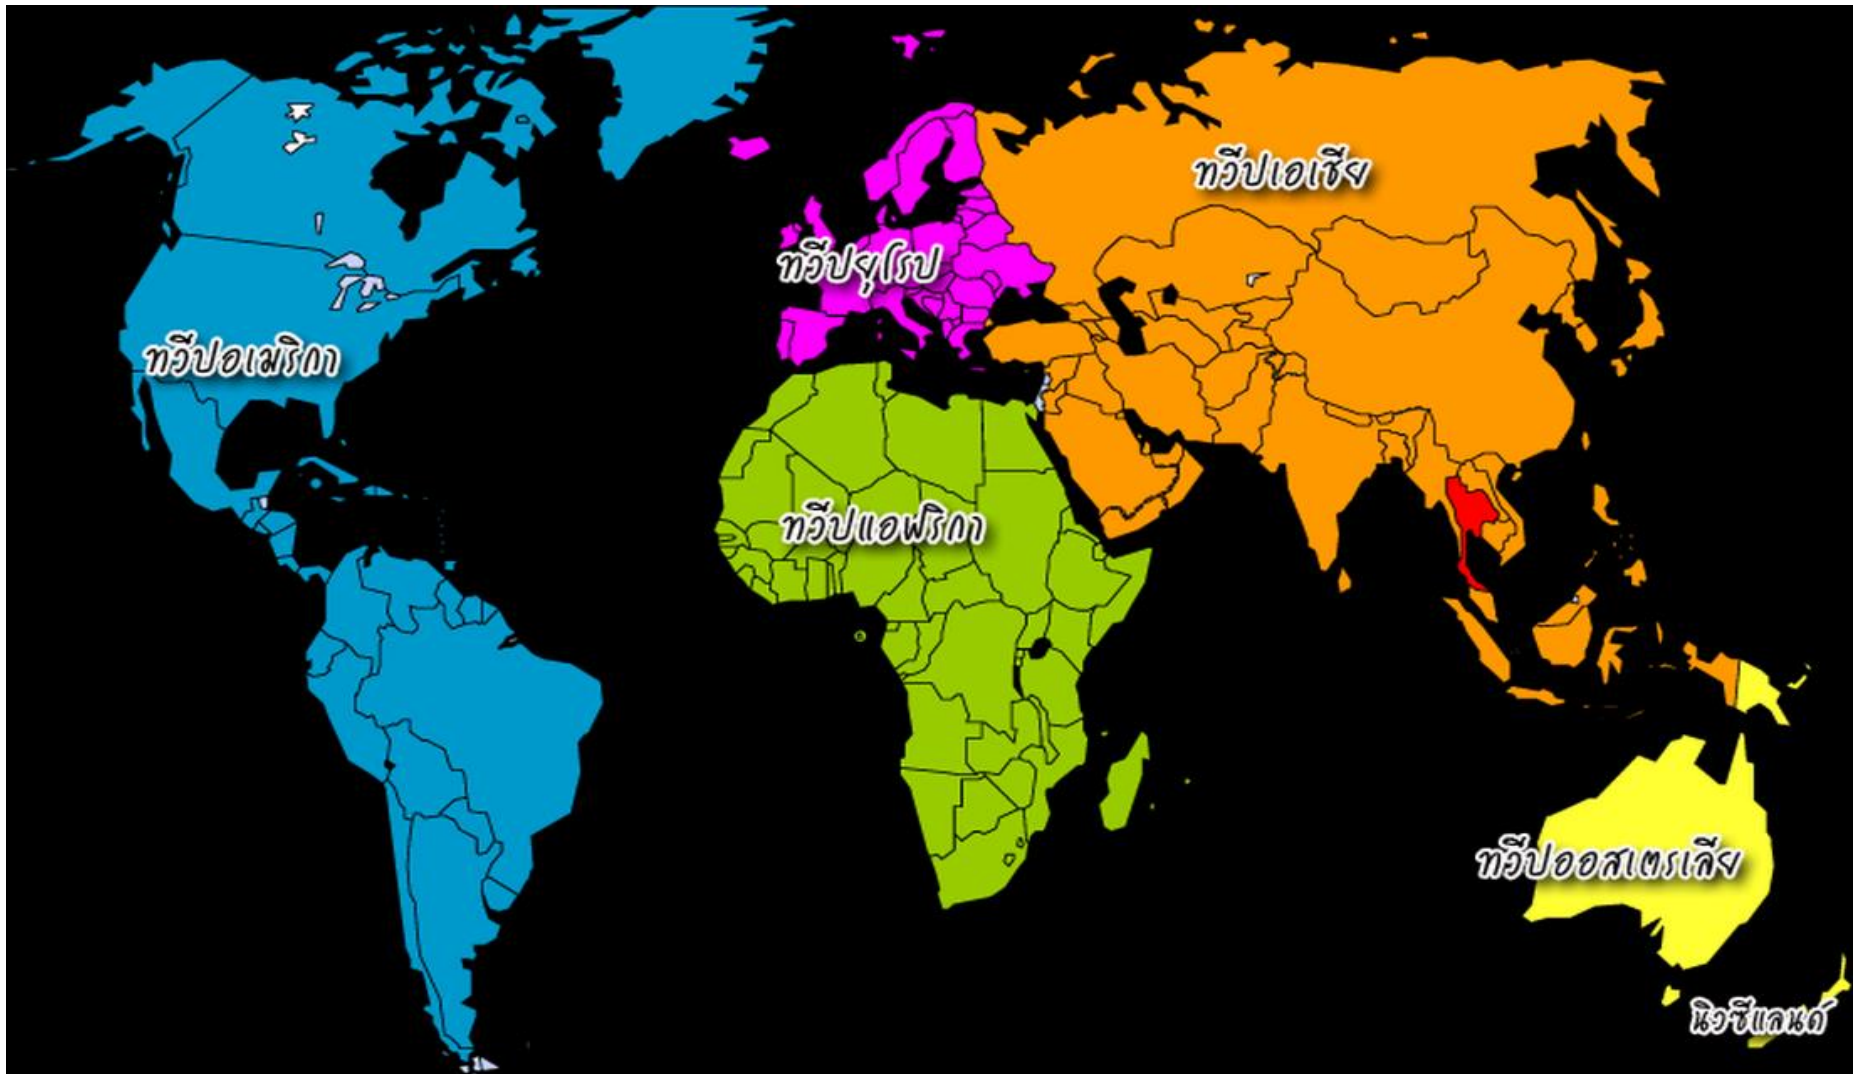 ทวีปเอเซีย
ทวีปยุโรป
ทวีปอเมริกา
ทวีปแอฟริกา
ทวีปออสเตรเลีย
นิวซีแลนด์